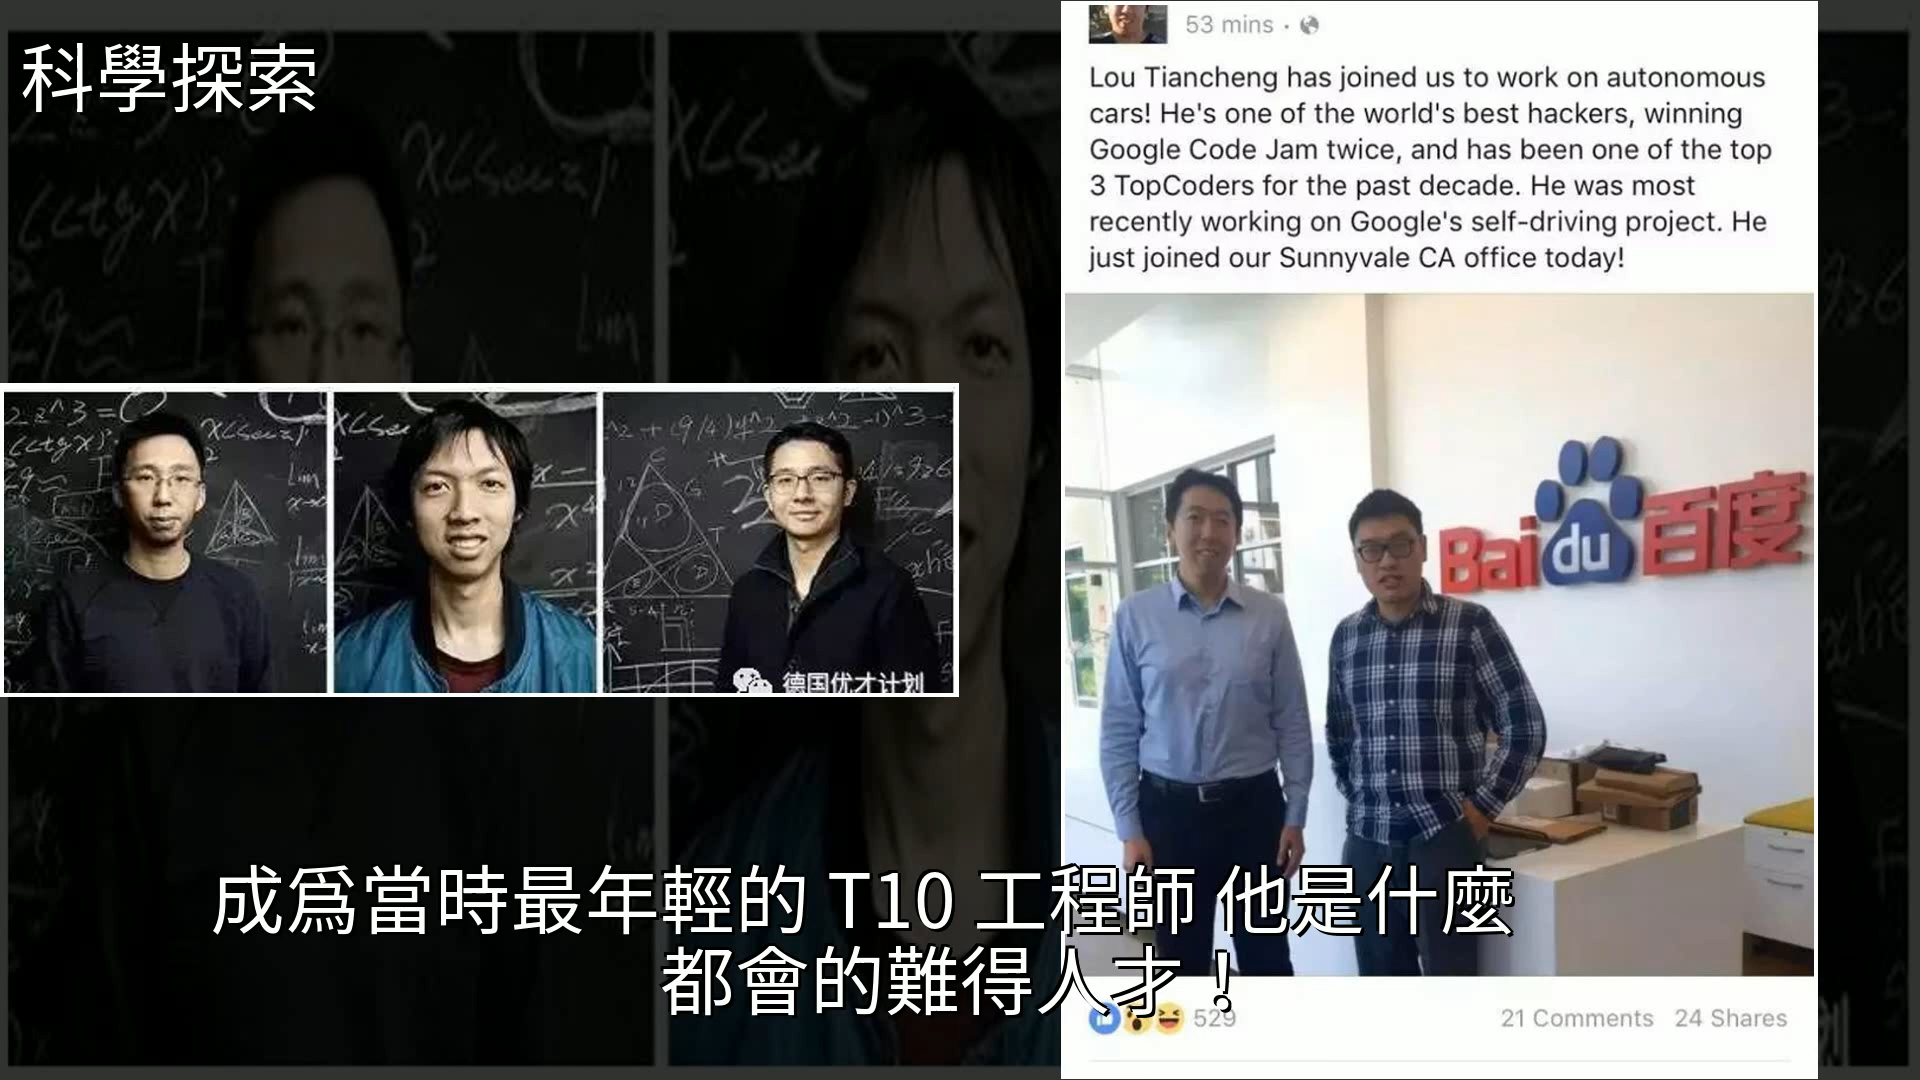 科學探索
53 mins ·
Lou Tiancheng has joined us to work on autonomous
cars! He's one of the world's best hackers, winning
Google Code Jam twice, and has been one of the top
3 TopCoders for the past decade. He was most
recently working on Google's self-driving project. He
just joined our Sunnyvale CA office today!
Baidu百度
德国优才计划
成爲當時最年輕的 T10 工程師 他是什麼
都會的難得人才！
529
21 Comments 24 Shares